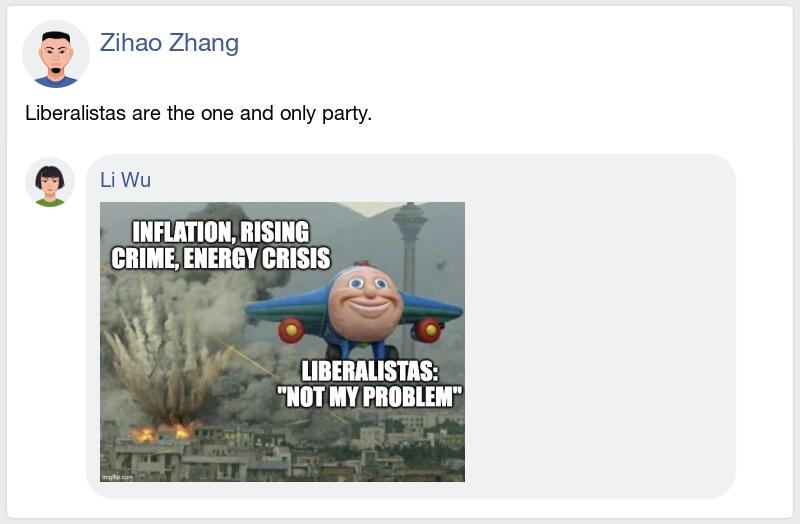 Zihao Zhang
Liberalistas are the one and only party.
Li Wu
INFLATION, RISING
CRIME, ENERGY CRISIS
LIBERALISTAS:
"NOT MY PROBLEM"
imgflip.com